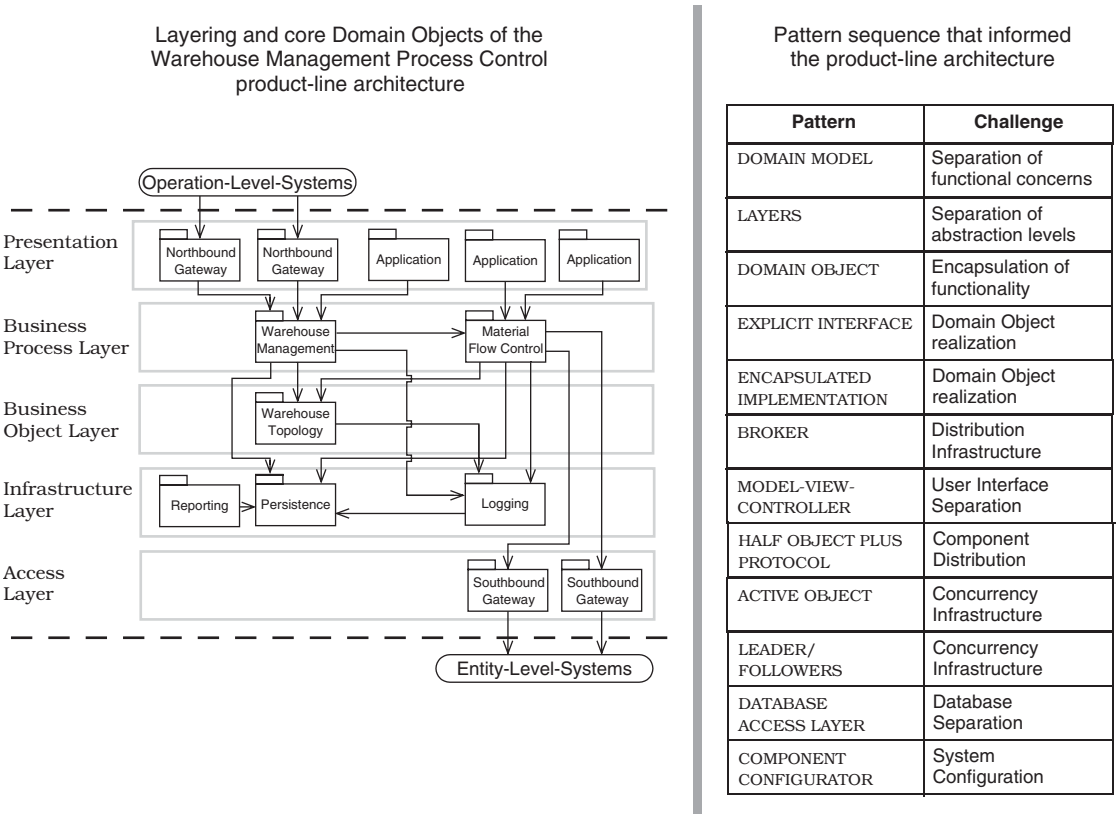 Layering and core Domain Objects of the
Warehouse Management Process Control
product-line architecture
Operation-Level-Systems
Presentation
Layer
Northbound
Gateway
Northbound
Gateway
Application
Application
Application
Business
Process Layer
Warehouse
Management
Material
Flow Control
Business
Object Layer
Warehouse
Topology
Infrastructure
Layer
Reporting
Persistence
Logging
Access
Layer
Southbound
Gateway
Southbound
Gateway
Entity-Level-Systems
Pattern sequence that informed
the product-line architecture
Pattern Challenge
DOMAIN MODEL Separation of
functional concerns
LAYERS Separation of
abstraction levels
DOMAIN OBJECT Encapsulation of
functionality
EXPLICIT INTERFACE Domain Object
realization
ENCAPSULATED Domain Object
IMPLEMENTATION realization
BROKER Distribution
Infrastructure
MODEL-VIEW- User Interface
CONTROLLER Separation
HALF OBJECT PLUS Component
PROTOCOL Distribution
ACTIVE OBJECT Concurrency
Infrastructure
LEADER/ Concurrency
FOLLOWERS Infrastructure
DATABASE Database
ACCESS LAYER Separation
COMPONENT System
CONFIGURATOR Configuration